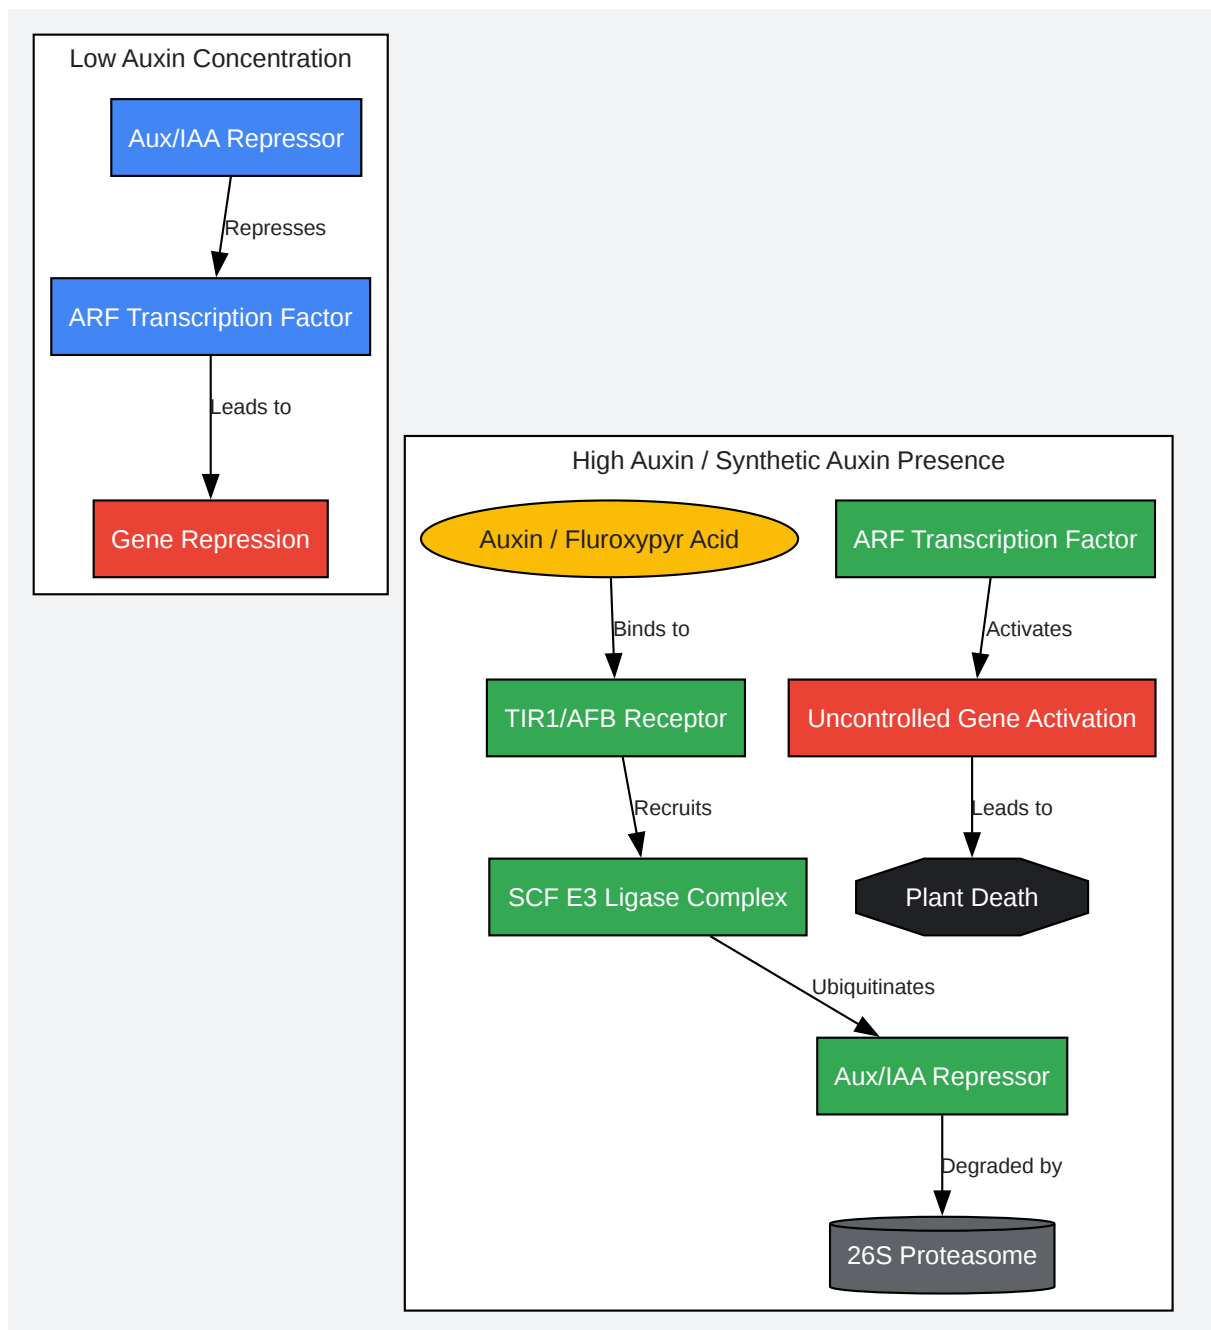 Low Auxin Concentration
Aux/IAA Repressor
Represses
ARF Transcription Factor
Leads to
Gene Repression
High Auxin / Synthetic Auxin Presence
Auxin / Fluroxypyr Acid
Binds to
TIR1/AFB Receptor
Recruits
SCF E3 Ligase Complex
Ubiquitinates
Aux/IAA Repressor
Degraded by
26S Proteasome
ARF Transcription Factor
Activates
Uncontrolled Gene Activation
Leads to
Plant Death